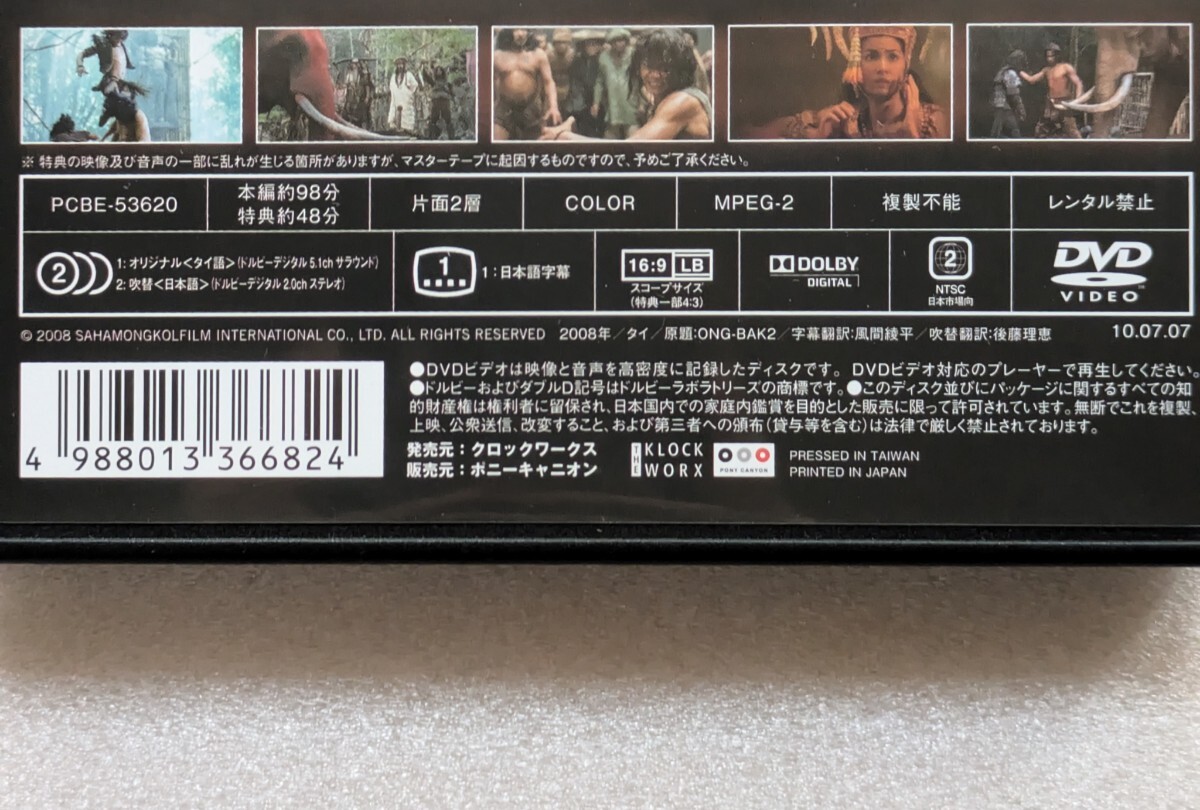 ※ 特典の映像及び音声の一部に乱れが生じる箇所がありますが、マスターテープに起因するものですので、予めご了承ください。
PCBE-53620
本編約98分
特典約48分
片面2層
COLOR
MPEG-2
複製不能
レンタル禁止
2
1: オリジナル<タイ語>(ドルビーデジタル 5.1ch サラウンド)
2: 吹替<日本語>(ドルビーデジタル 2.0ch ステレオ)
1
1:日本語字幕
16:9 LB
スコープサイズ
(特典一部4:3)
DOLBY
DIGITAL
2
NTSC
日本市場向
DVD
VIDEO™
© 2008 SAHAMONGKOLFILM INTERNATIONAL CO., LTD. ALL RIGHTS RESERVED 2008年/タイ/原題:ONG-BAK2/字幕翻訳:風間綾平/吹替翻訳:後藤理恵
10.07.07
●DVDビデオは映像と音声を高密度に記録したディスクです。 DVDビデオ対応のプレーヤーで再生してください。
●ドルビーおよびダブルD記号はドルビーラボラトリーズの商標です。●このディスク並びにパッケージに関するすべての知
的財産権は権利者に留保され、日本国内での家庭内鑑賞を目的とした販売に限って許可されています。無断でこれを複製、
上映、公衆送信、改変すること、および第三者への頒布(貸与等を含む)は法律で厳しく禁止されております。
4 988013 366824
発売元:クロックワークス
販売元:ポニーキャニオン
THE KLOCK
WORX
PONY CANYON
PRESSED IN TAIWAN
PRINTED IN JAPAN